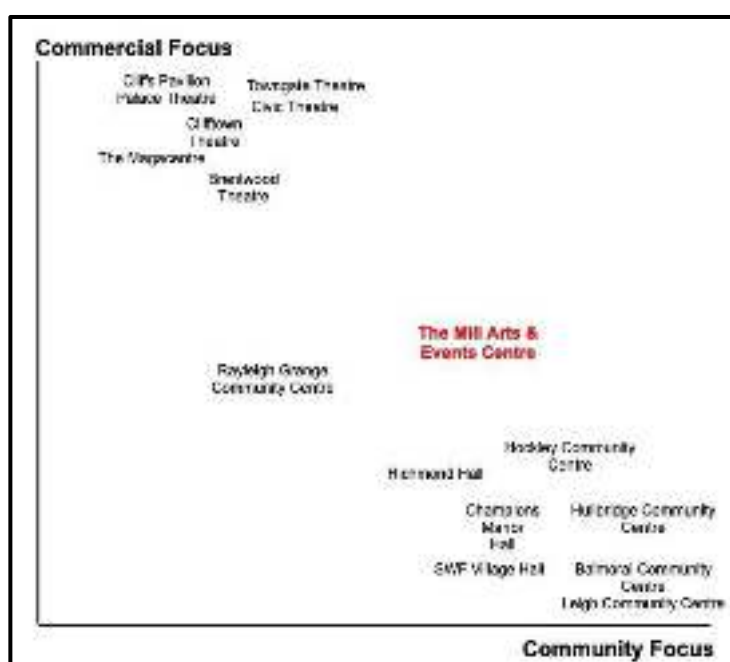 Commercial Focus
Cliffs Pavilion
Palace Theatre
Towngate Theatre
Civic Theatre
Clifftown
Theatre
The Megacentre
Brentwood
Theatre
The Mill Arts &
Events Centre
Rayleigh Grange
Community Centre
Hockley Community
Centre
Richmond Hall
Champions
Manor
Hall
Hullbridge Community
Centre
SWF Village Hall
Balmoral Community
Centre
Leigh Community Centre
Community Focus